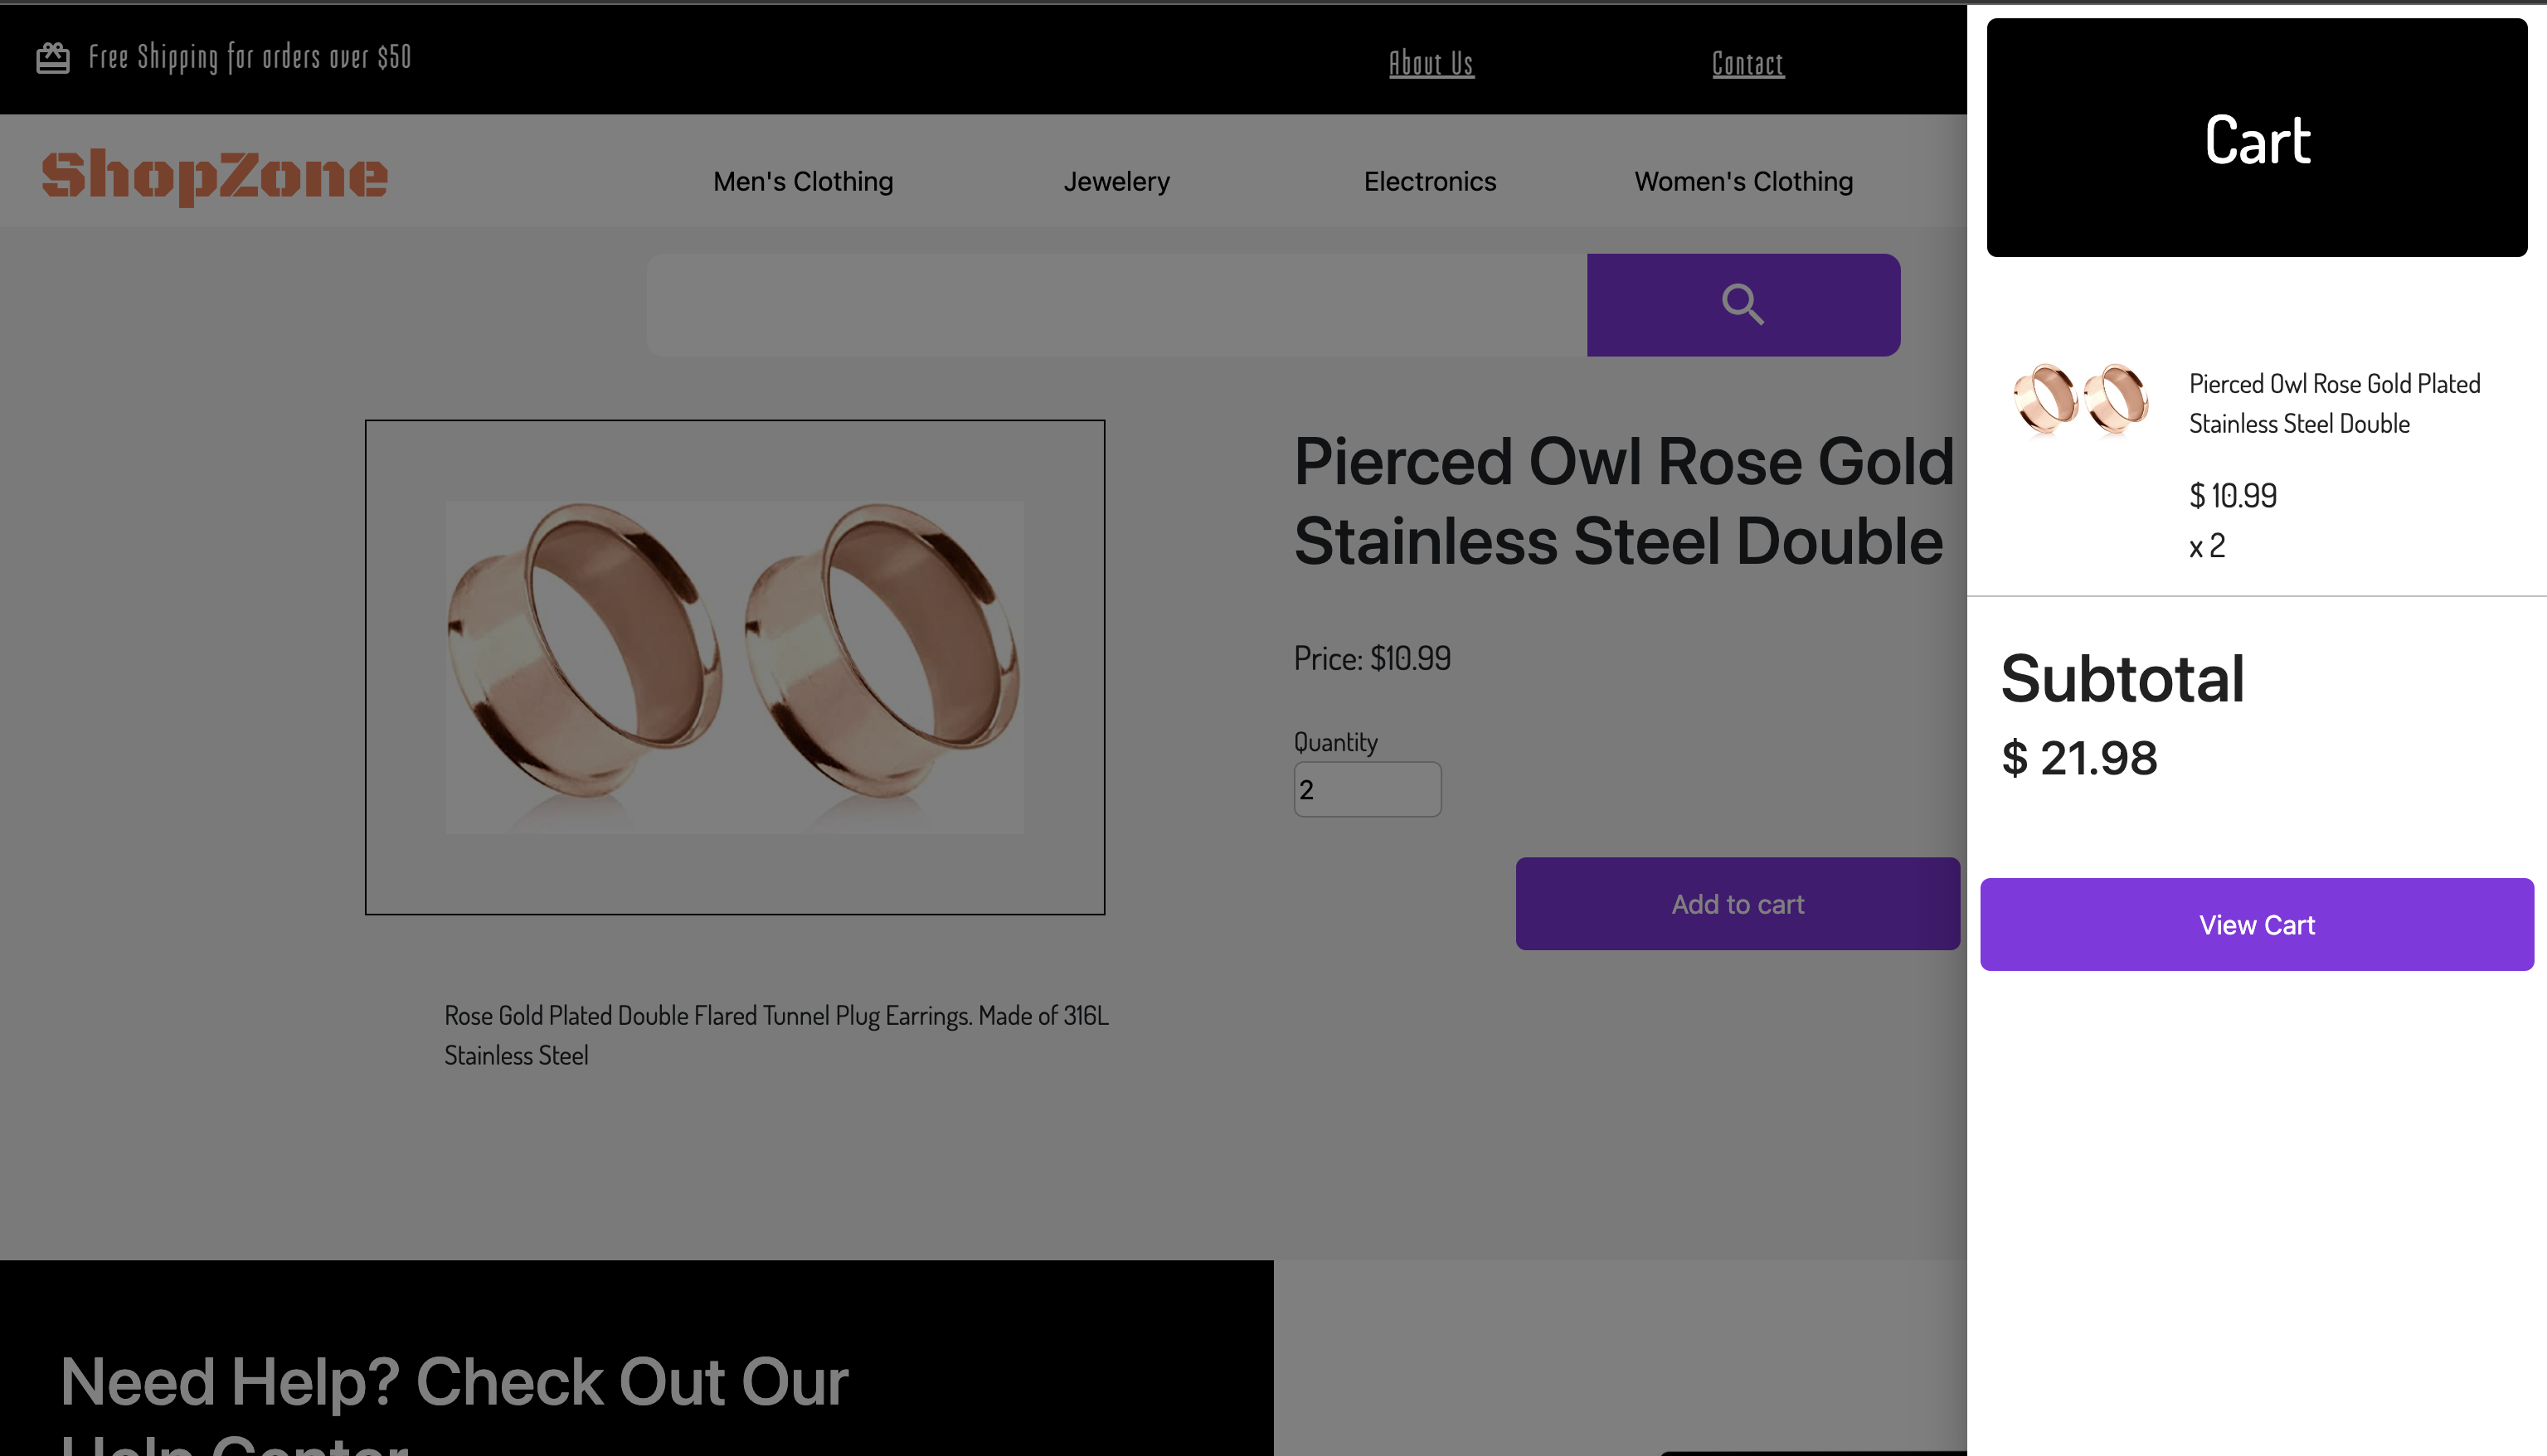 Free Shipping for orders over $50
About Us
Contact
ShopZone
Men's Clothing
Jewelery
Electronics
Women's Clothing
Pierced Owl Rose Gold
Stainless Steel Double
Price: $10.99
Quantity
2
Add to cart
Rose Gold Plated Double Flared Tunnel Plug Earrings. Made of 316L
Stainless Steel
Need Help? Check Out Our
Help Center
Cart
Pierced Owl Rose Gold Plated
Stainless Steel Double
$ 10.99
x 2
Subtotal
$ 21.98
View Cart